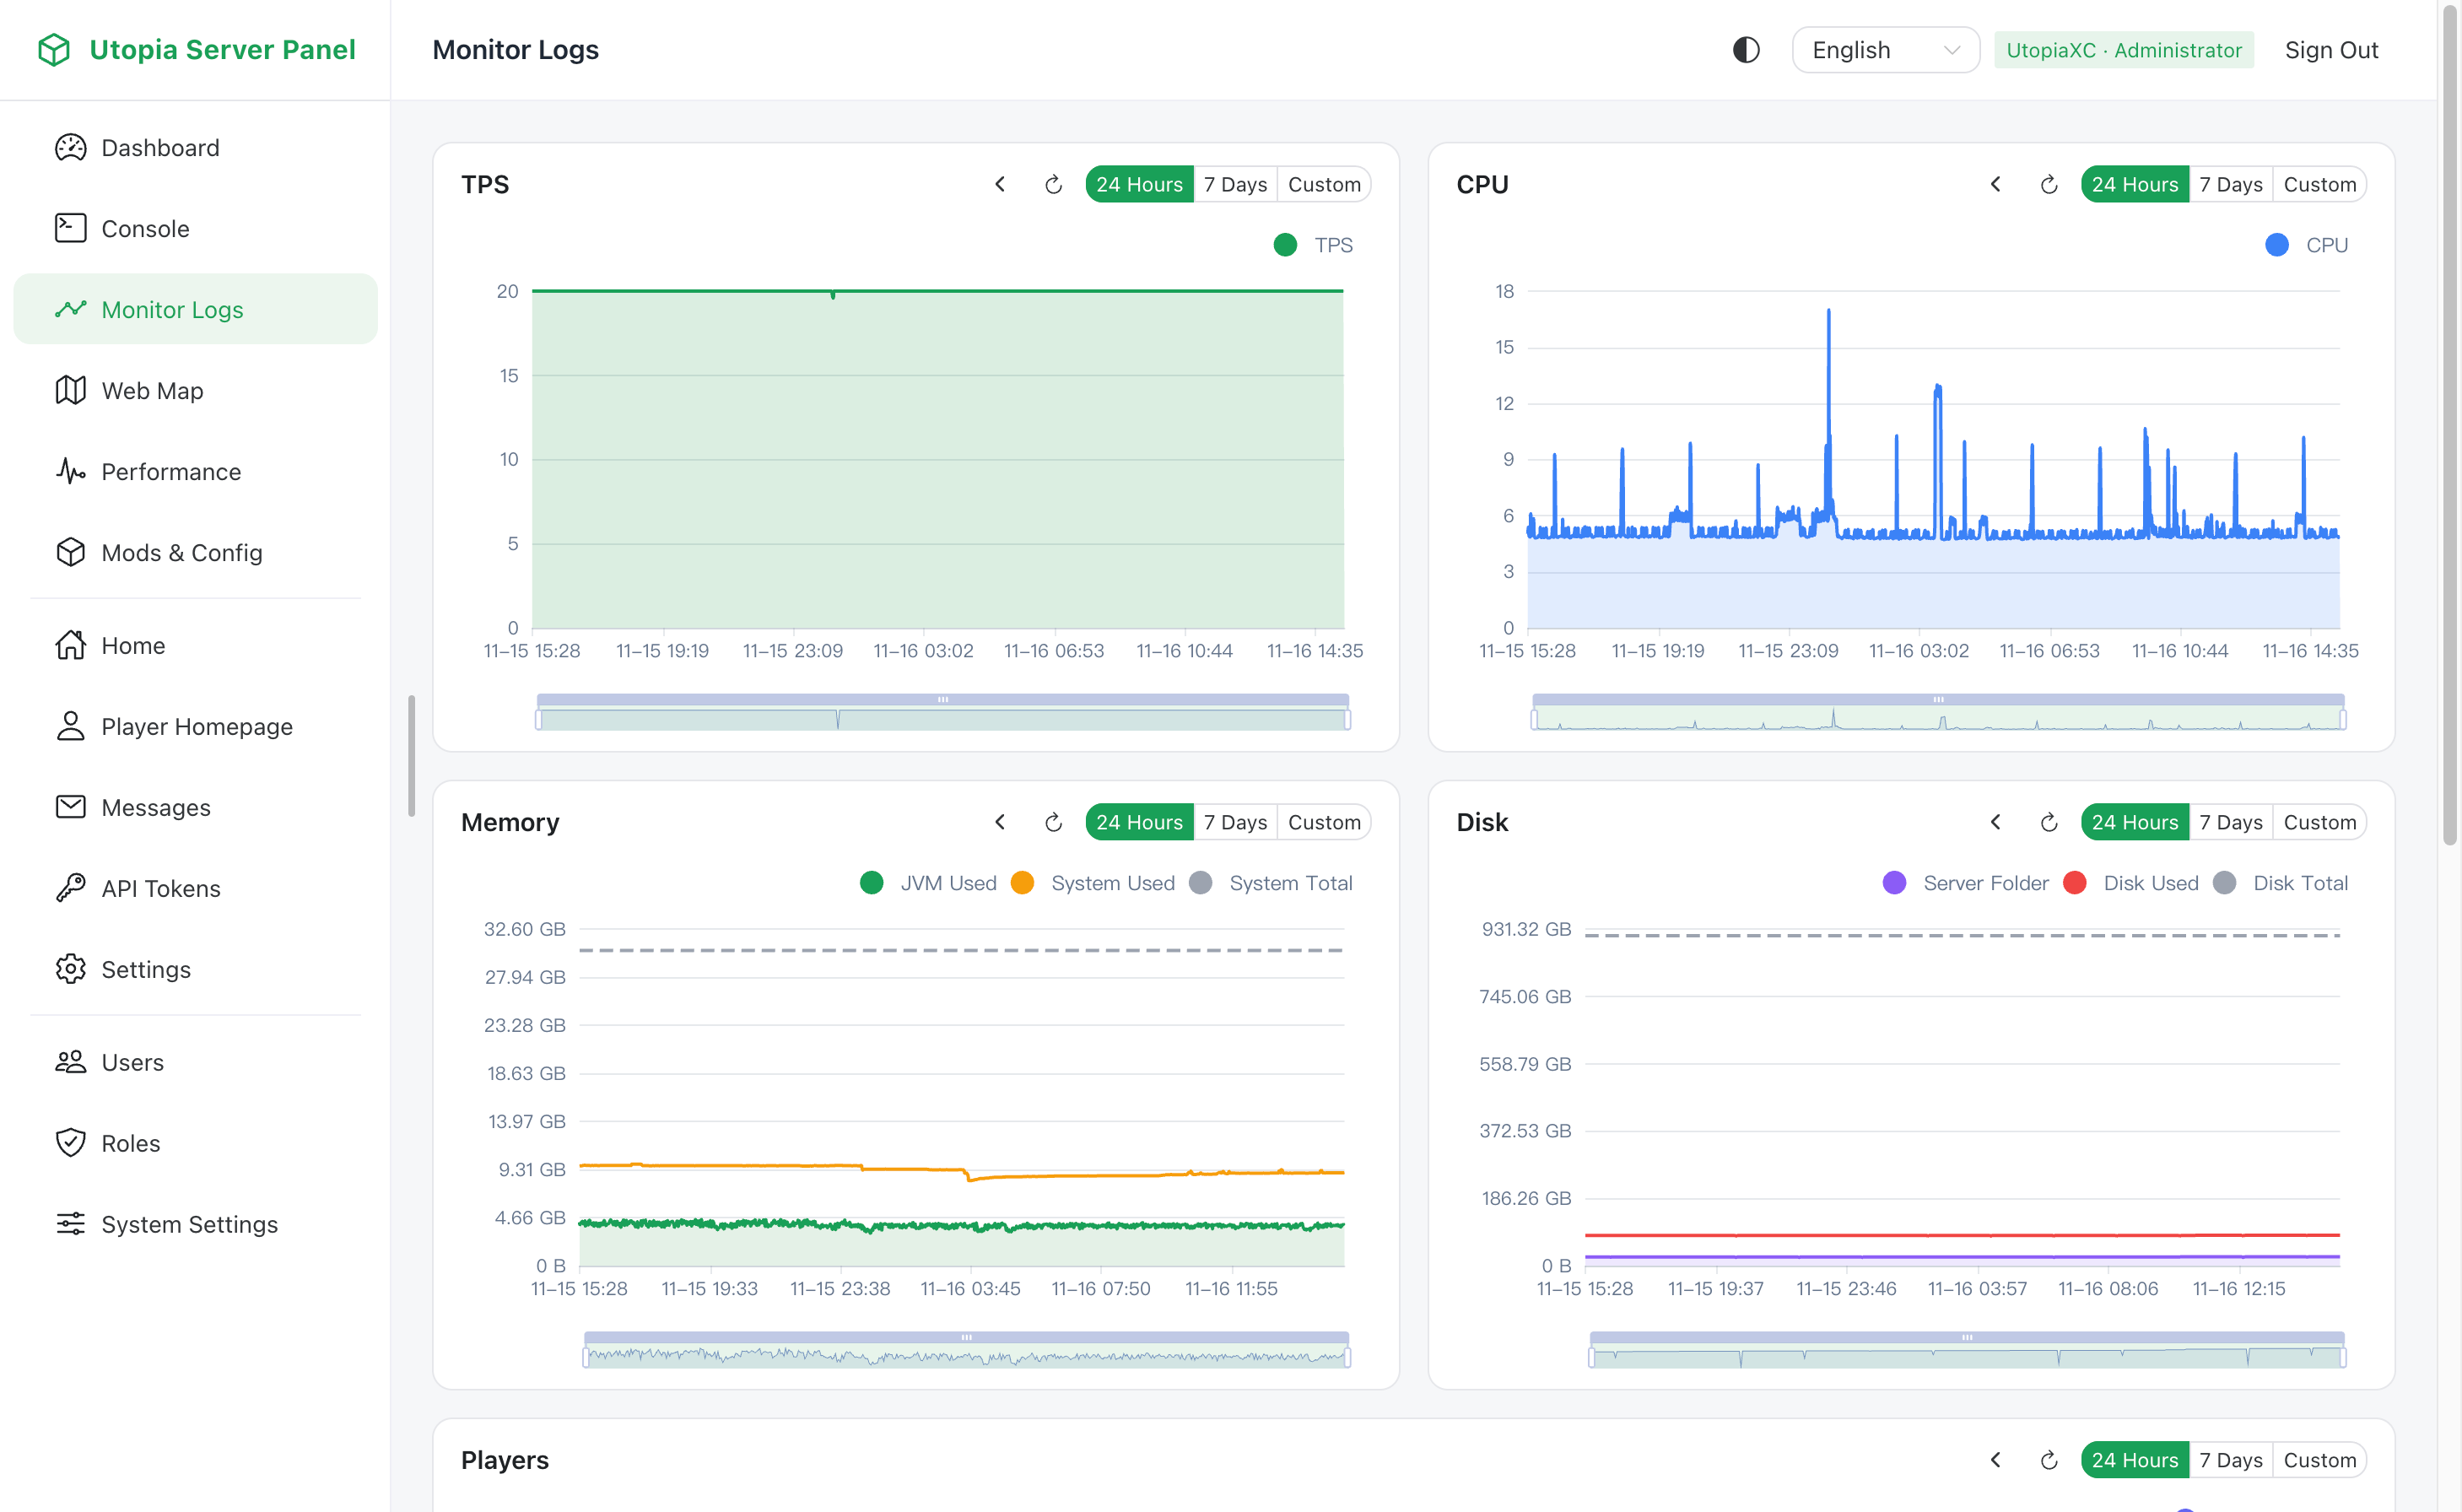 Utopia Server Panel
Monitor Logs
English
UtopiaXC · Administrator
Sign Out
Dashboard
Console
Monitor Logs
Web Map
Performance
Mods & Config
Home
Player Homepage
Messages
API Tokens
Settings
Users
Roles
System Settings
TPS
24 Hours
7 Days
Custom
TPS
20
15
10
5
0
11-15 15:28
11-15 19:19
11-15 23:09
11-16 03:02
11-16 06:53
11-16 10:44
11-16 14:35
CPU
24 Hours
7 Days
Custom
CPU
18
15
12
9
6
3
0
11-15 15:28
11-15 19:19
11-15 23:09
11-16 03:02
11-16 06:53
11-16 10:44
11-16 14:35
Memory
24 Hours
7 Days
Custom
JVM Used
System Used
System Total
32.60 GB
27.94 GB
23.28 GB
18.63 GB
13.97 GB
9.31 GB
4.66 GB
0 B
11-15 15:28
11-15 19:33
11-15 23:38
11-16 03:45
11-16 07:50
11-16 11:55
Disk
24 Hours
7 Days
Custom
Server Folder
Disk Used
Disk Total
931.32 GB
745.06 GB
558.79 GB
372.53 GB
186.26 GB
0 B
11-15 15:28
11-15 19:37
11-15 23:46
11-16 03:57
11-16 08:06
11-16 12:15
Players
24 Hours
7 Days
Custom